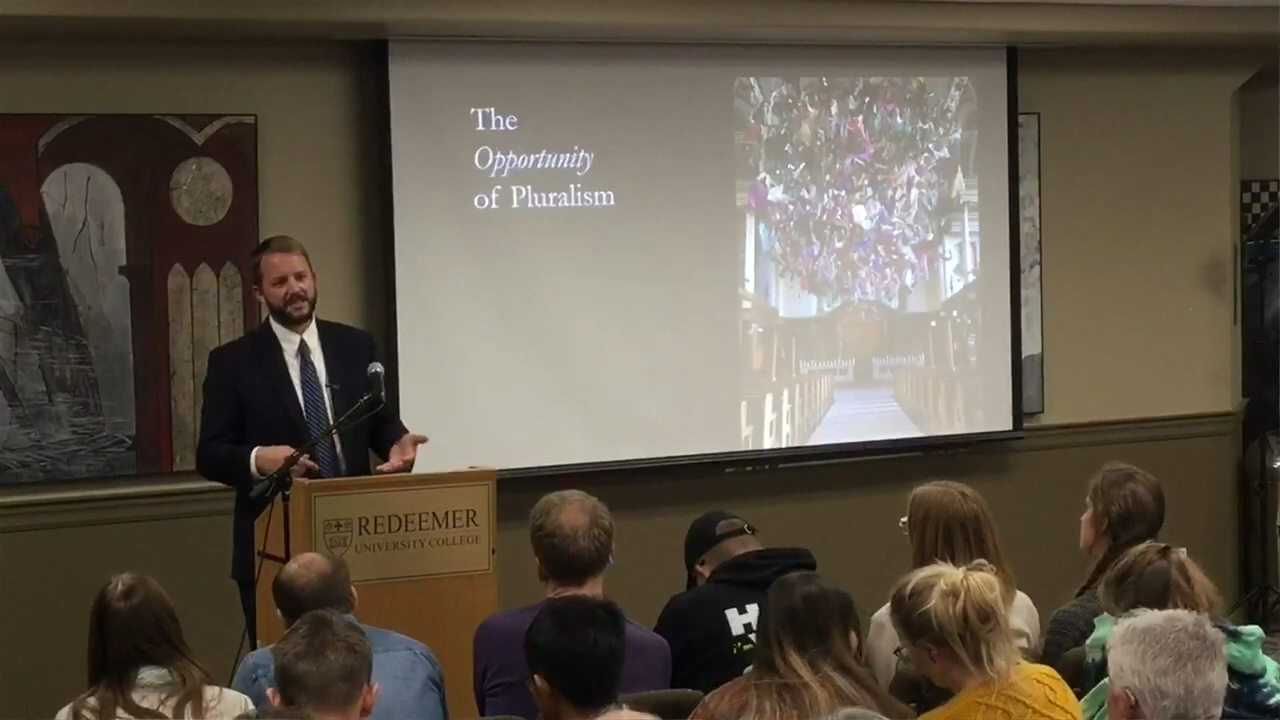 The
Opportunity
of Pluralism
REDEEMER
UNIVERSITY COLLEGE
H